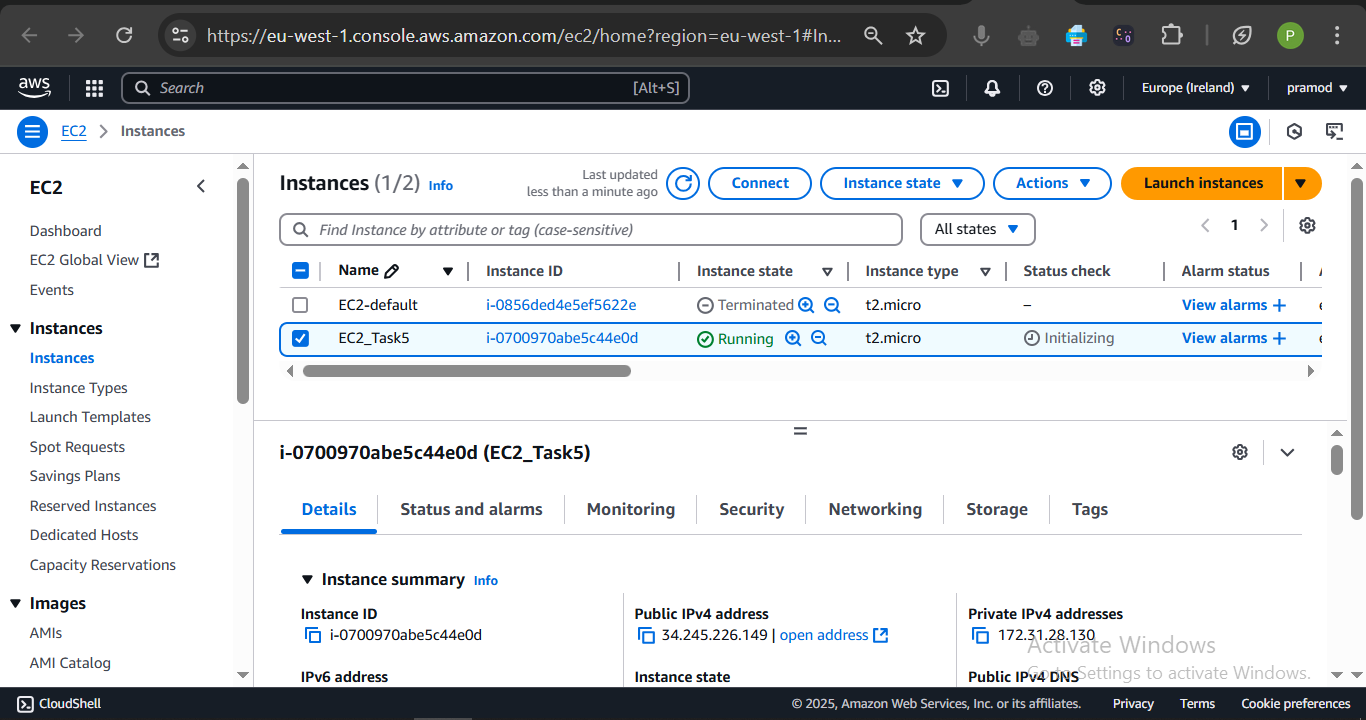 https://eu-west-1.console.aws.amazon.com/ec2/home?region=eu-west-1#In...
P
aws
Search [Alt+S]
Europe (Ireland)
pramod
EC2 > Instances
EC2
Dashboard
EC2 Global View
Events
Instances
Instances
Instance Types
Launch Templates
Spot Requests
Savings Plans
Reserved Instances
Dedicated Hosts
Capacity Reservations
Images
AMIs
AMI Catalog
Instances (1/2) Info
Last updated
less than a minute ago
Connect
Instance state
Actions
Launch instances
Find Instance by attribute or tag (case-sensitive)
All states
1
Name Instance ID Instance state Instance type Status check Alarm status
EC2-default i-0856ded4e5ef5622e Terminated t2.micro – View alarms +
EC2_Task5 i-0700970abe5c44e0d Running t2.micro Initializing View alarms +
i-0700970abe5c44e0d (EC2_Task5)
Details Status and alarms Monitoring Security Networking Storage Tags
Instance summary Info
Instance ID
i-0700970abe5c44e0d
Public IPv4 address
34.245.226.149 | open address
Private IPv4 addresses
172.31.28.130
IPv6 address
Instance state
Public IPv4 DNS
Activate Windows
Go to Settings to activate Windows.
CloudShell
© 2025, Amazon Web Services, Inc. or its affiliates. Privacy Terms Cookie preferences